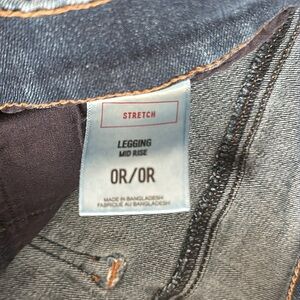 STRETCH
LEGGING
MID RISE
0R/0R
MADE IN BANGLADESH
FABRIQUÉ AU BANGLADESH